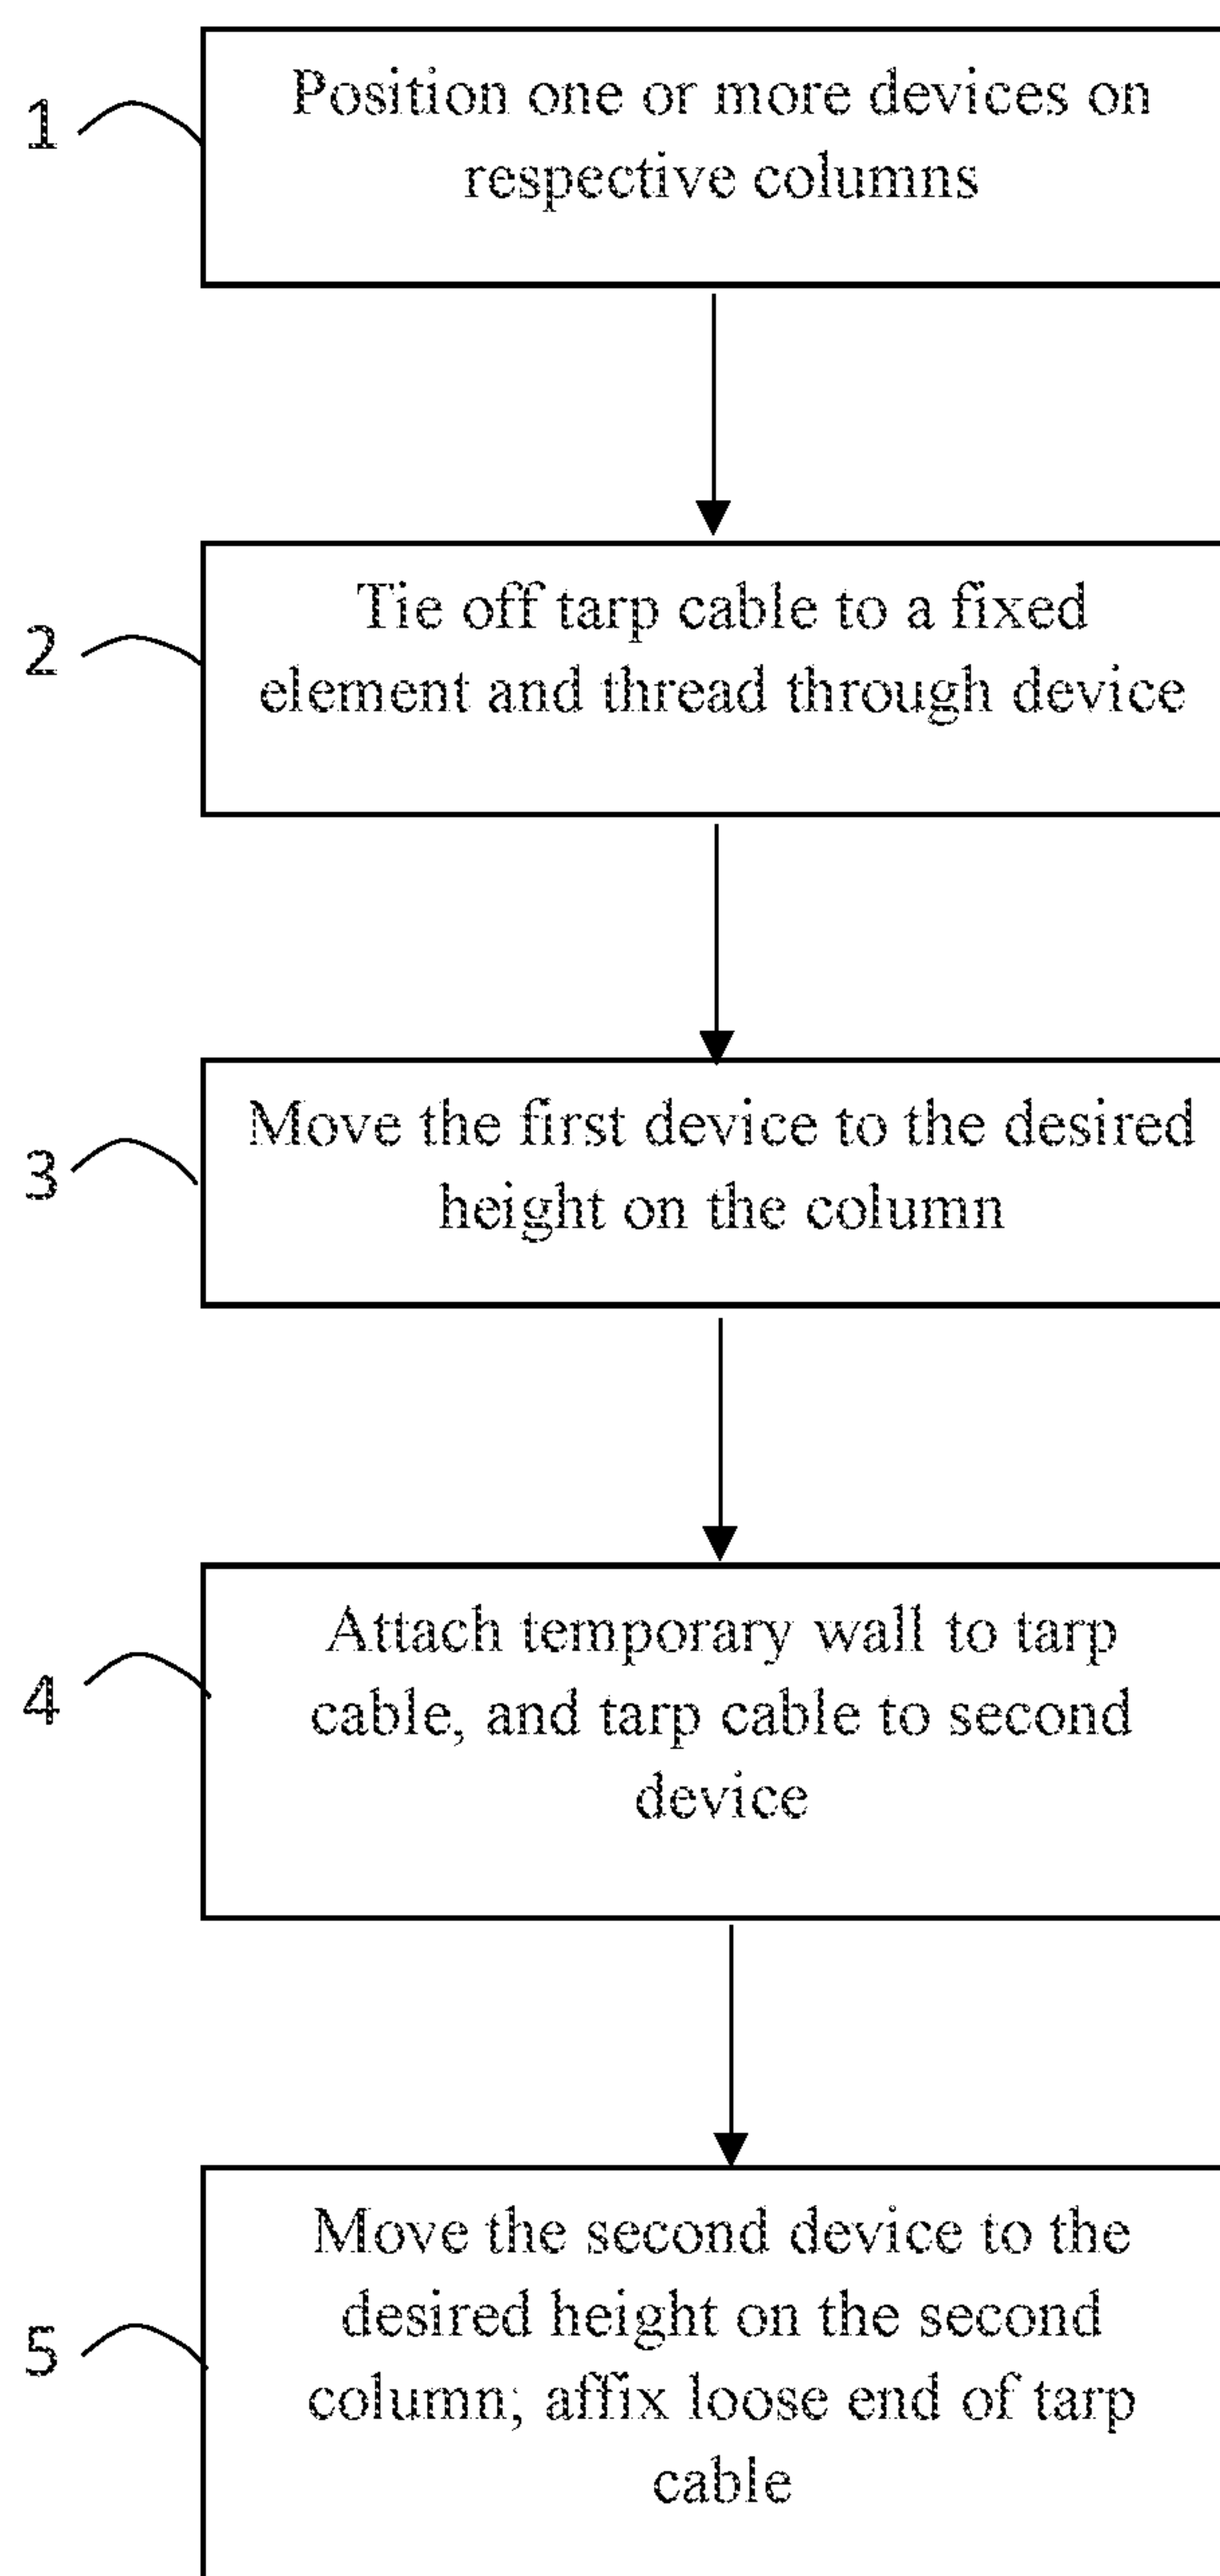 1
Position one or more devices on
respective columns
2
Tie off tarp cable to a fixed
element and thread through device
3
Move the first device to the desired
height on the column
4
Attach temporary wall to tarp
cable, and tarp cable to second
device
5
Move the second device to the
desired height on the second
column; affix loose end of tarp
cable